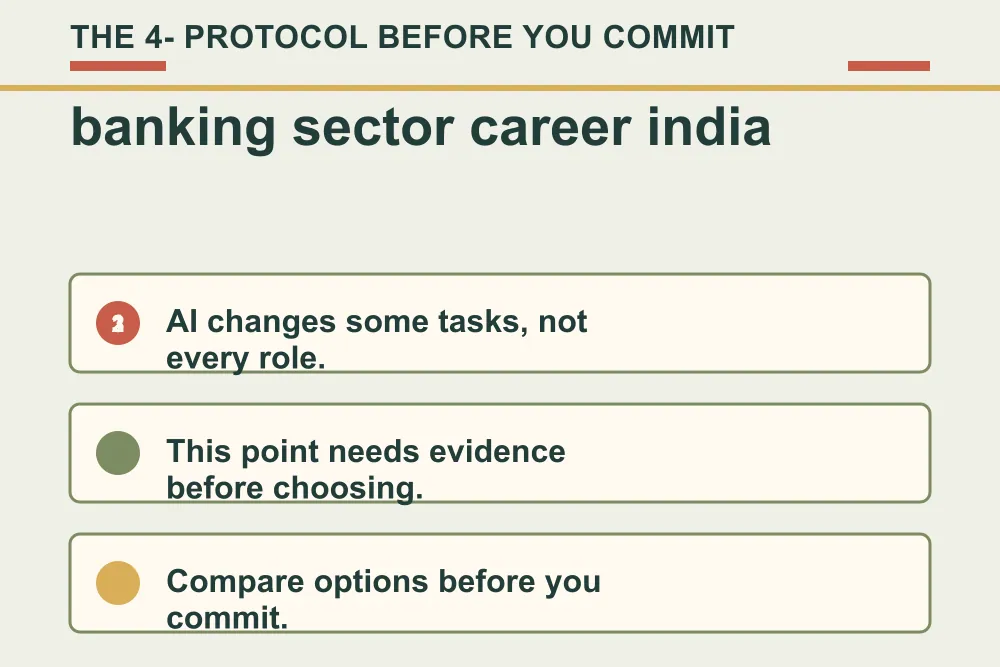 THE 4- PROTOCOL BEFORE YOU COMMIT
banking sector career india
AI changes some tasks, not
every role.
This point needs evidence
before choosing.
Compare options before you
commit.